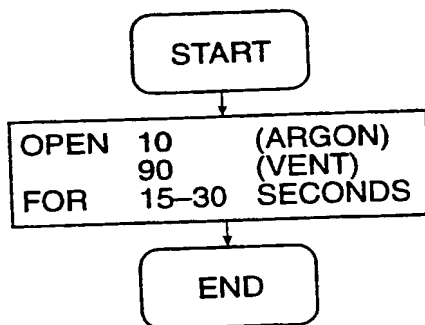 START
OPEN 10 (ARGON)
90 (VENT)
FOR 15–30 SECONDS
END